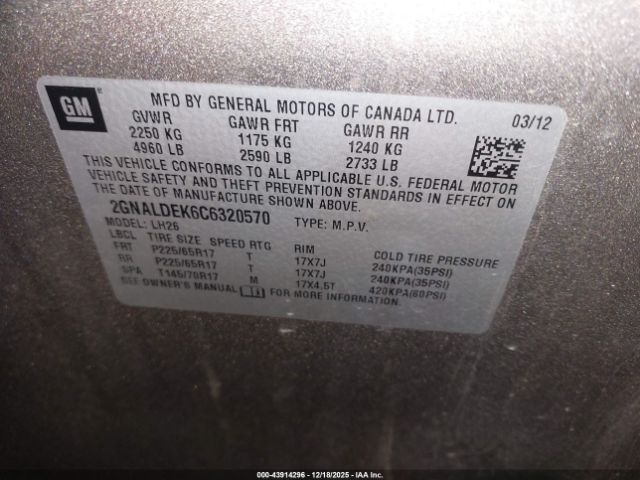 GM
MFD BY GENERAL MOTORS OF CANADA LTD. 03/12
GVWR GAWR FRT GAWR RR
2250 KG 1175 KG 1240 KG
4960 LB 2590 LB 2733 LB
THIS VEHICLE CONFORMS TO ALL APPLICABLE U.S. FEDERAL MOTOR
VEHICLE SAFETY AND THEFT PREVENTION STANDARDS IN EFFECT ON
THE DATE OF MANUFACTURE SHOWN ABOVE.
2GNALDEK6C6320570 TYPE: M.P.V.
MODEL: LH26
LBCL TIRE SIZE SPEED RTG RIM COLD TIRE PRESSURE
FRT P225/65R17 T 17X7J 240KPA(35PSI)
RR P225/65R17 T 17X7J 240KPA(35PSI)
SPA T145/70R17 M 17X4.5T 420KPA(60PSI)
SEE OWNER'S MANUAL FOR MORE INFORMATION.
000-43914296 - 12/18/2025 - IAA Inc.